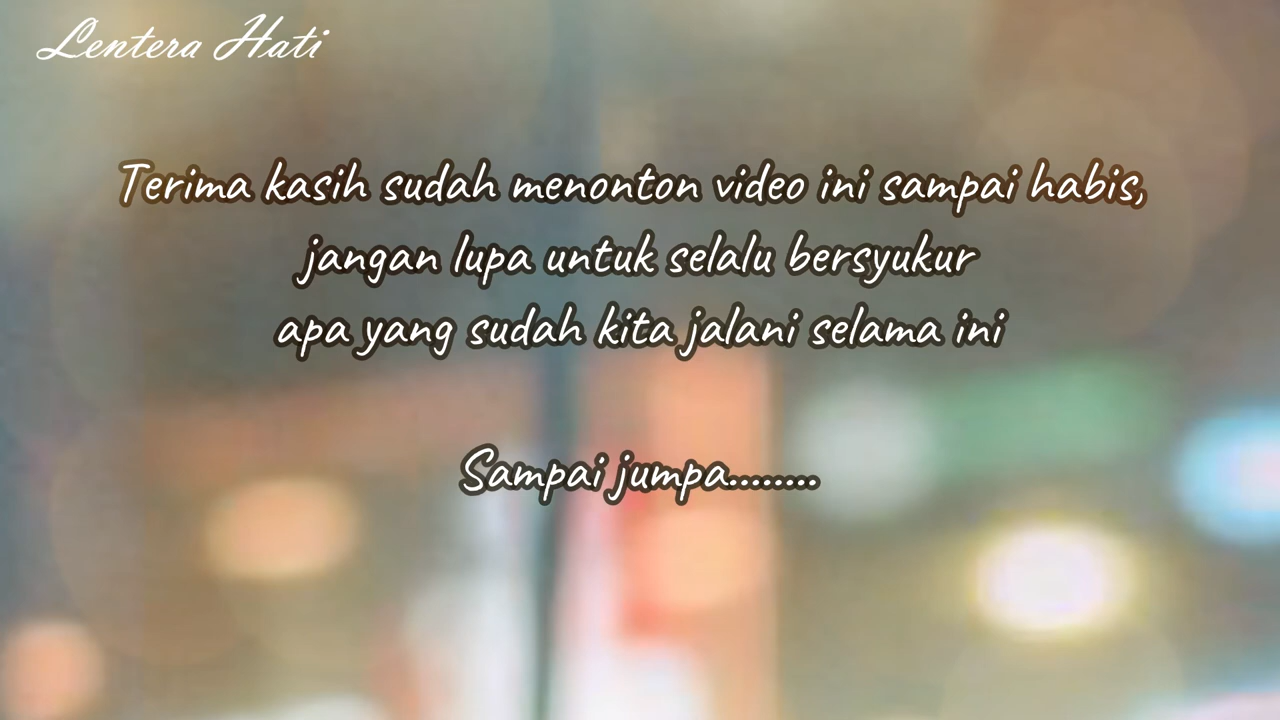 Lentera Hati
Terima kasih sudah menonton video ini sampai habis,
jangan lupa untuk selalu bersyukur
apa yang sudah kita jalani selama ini
Sampai jumpa........